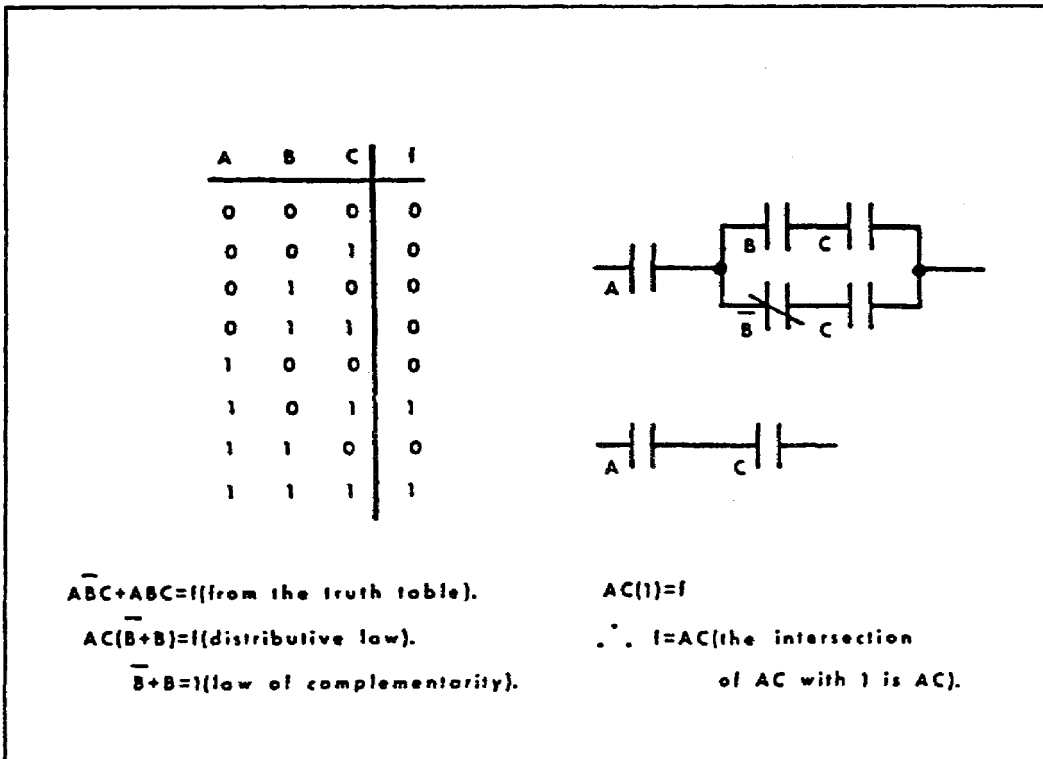 A B C f
0 0 0 0
0 0 1 0
0 1 0 0
0 1 1 0
1 0 0 0
1 0 1 1
1 1 0 0
1 1 1 1
B C
A
B̅ C
A C
AB̅C+ABC=f(from the truth table).
AC(B̅+B)=f(distributive law).
B̅+B=1(law of complementarity).
AC(1)=f
∴ f=AC(the intersection
of AC with 1 is AC).